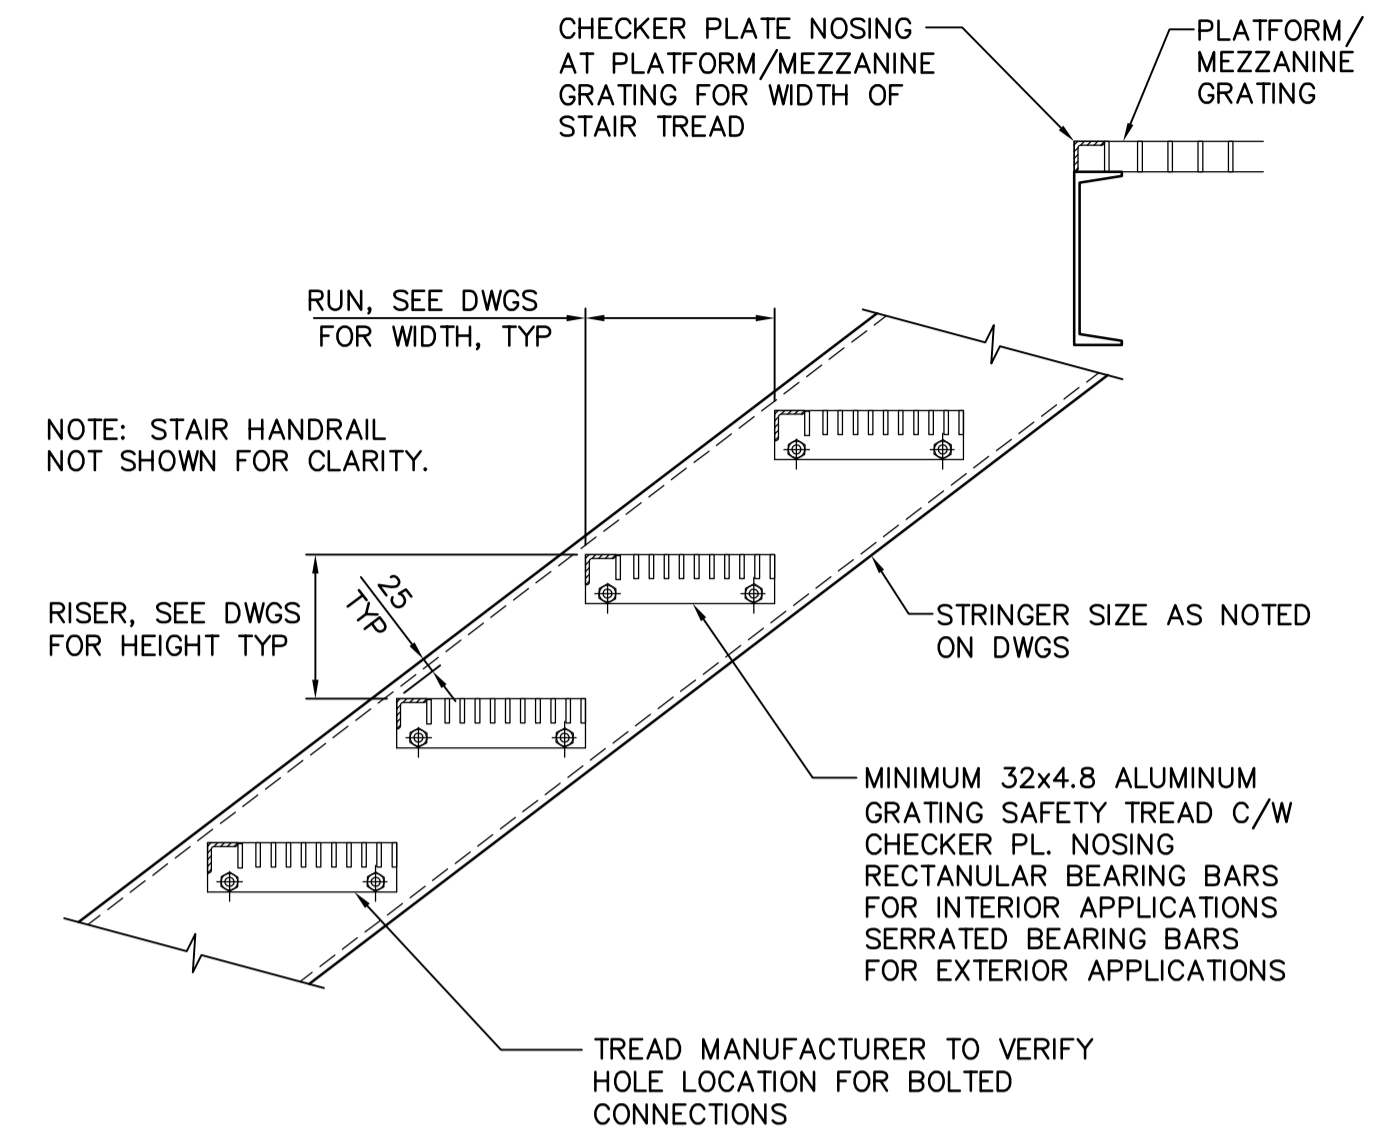 CHECKER PLATE NOSING
AT PLATFORM/MEZZANINE
GRATING FOR WIDTH OF
STAIR TREAD
PLATFORM/
MEZZANINE
GRATING
RUN, SEE DWGS
FOR WIDTH, TYP
NOTE: STAIR HANDRAIL
NOT SHOWN FOR CLARITY.
RISER, SEE DWGS
FOR HEIGHT TYP
25
TYP
STRINGER SIZE AS NOTED
ON DWGS
MINIMUM 32x4.8 ALUMINUM
GRATING SAFETY TREAD C/W
CHECKER PL. NOSING
RECTANULAR BEARING BARS
FOR INTERIOR APPLICATIONS
SERRATED BEARING BARS
FOR EXTERIOR APPLICATIONS
TREAD MANUFACTURER TO VERIFY
HOLE LOCATION FOR BOLTED
CONNECTIONS